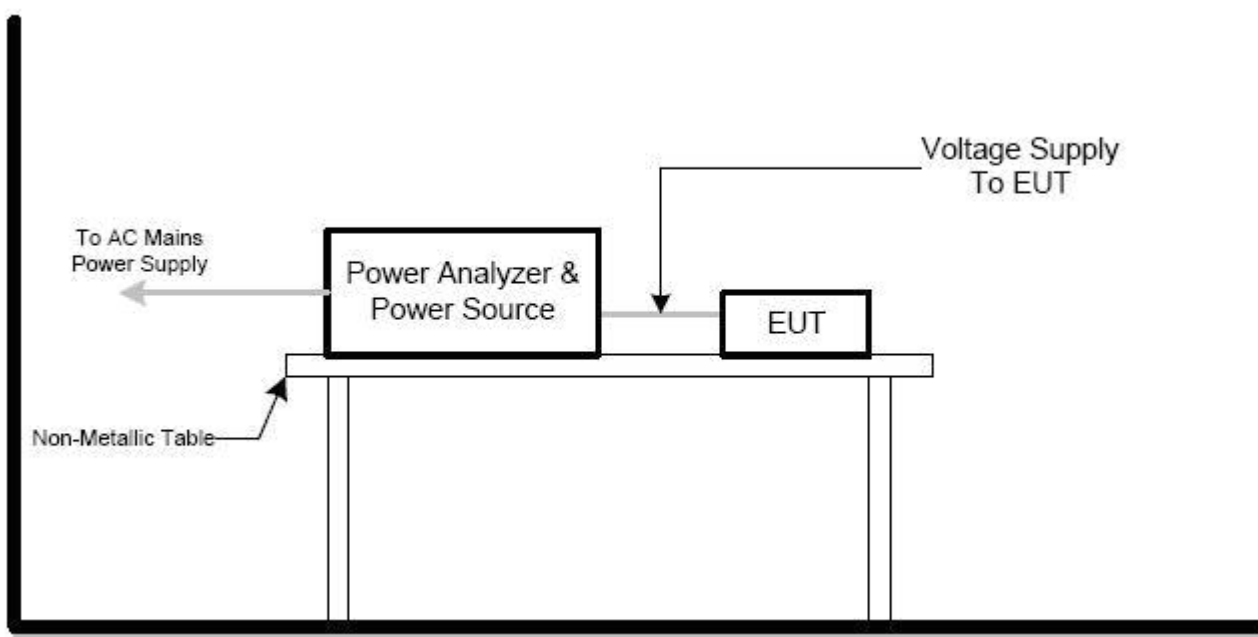 Voltage Supply
To EUT
To AC Mains
Power Supply
Power Analyzer &
Power Source
EUT
Non-Metallic Table